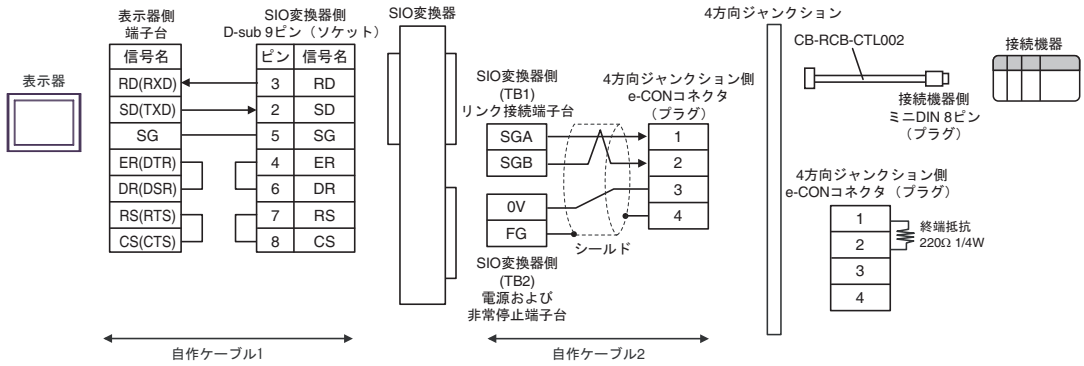 表示器
表示器側
端子台
信号名
RD(RXD)
SD(TXD)
SG
ER(DTR)
DR(DSR)
RS(RTS)
CS(CTS)
SIO変換器側
D-sub 9ピン（ソケット）
ピン 信号名
3 RD
2 SD
5 SG
4 ER
6 DR
7 RS
8 CS
自作ケーブル1
SIO変換器
SIO変換器側
(TB1)
リンク接続端子台
SGA
SGB
0V
FG
SIO変換器側
(TB2)
電源および
非常停止端子台
シールド
4方向ジャンクション側
e-CONコネクタ
（プラグ）
1
2
3
4
自作ケーブル2
4方向ジャンクション
CB-RCB-CTL002
接続機器側
ミニDIN 8ピン
（プラグ）
接続機器
4方向ジャンクション側
e-CONコネクタ（プラグ）
1
2
3
4
終端抵抗
220Ω 1/4W